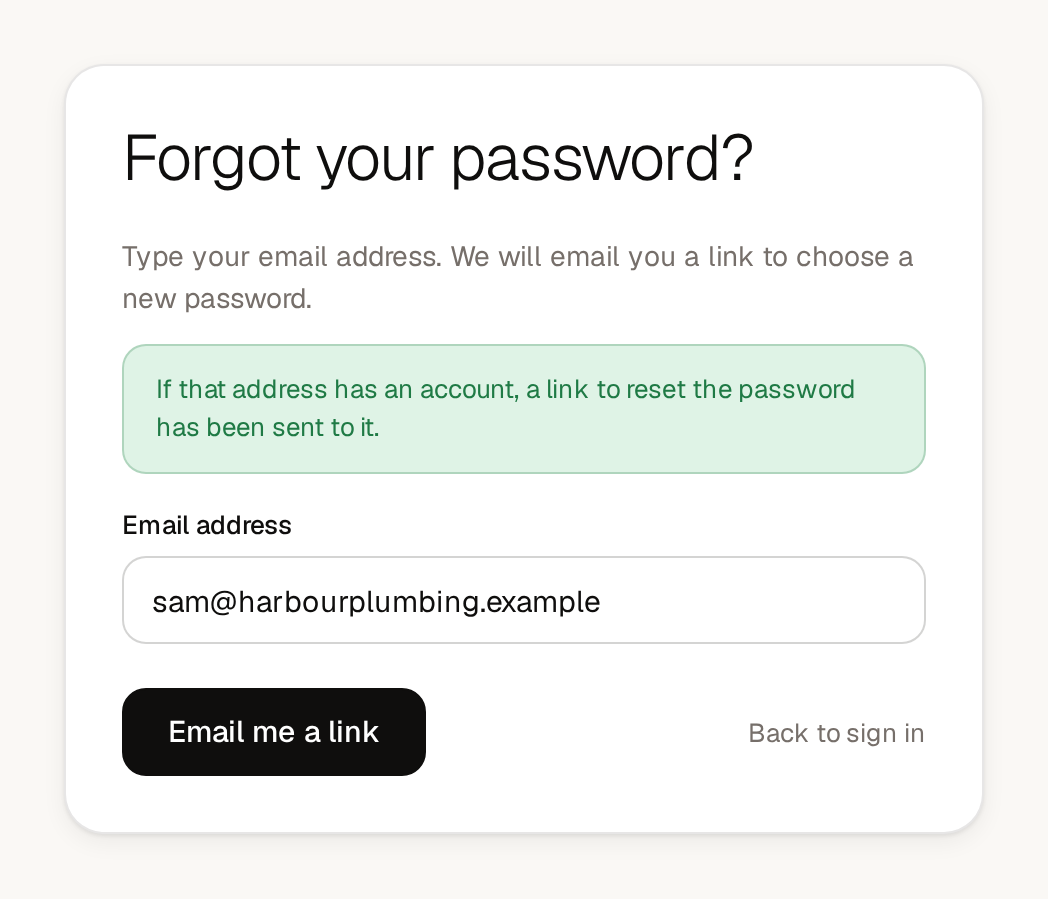 Forgot your password?
Type your email address. We will email you a link to choose a
new password.
If that address has an account, a link to reset the password
has been sent to it.
Email address
sam@harbourplumbing.example
Email me a link
Back to sign in